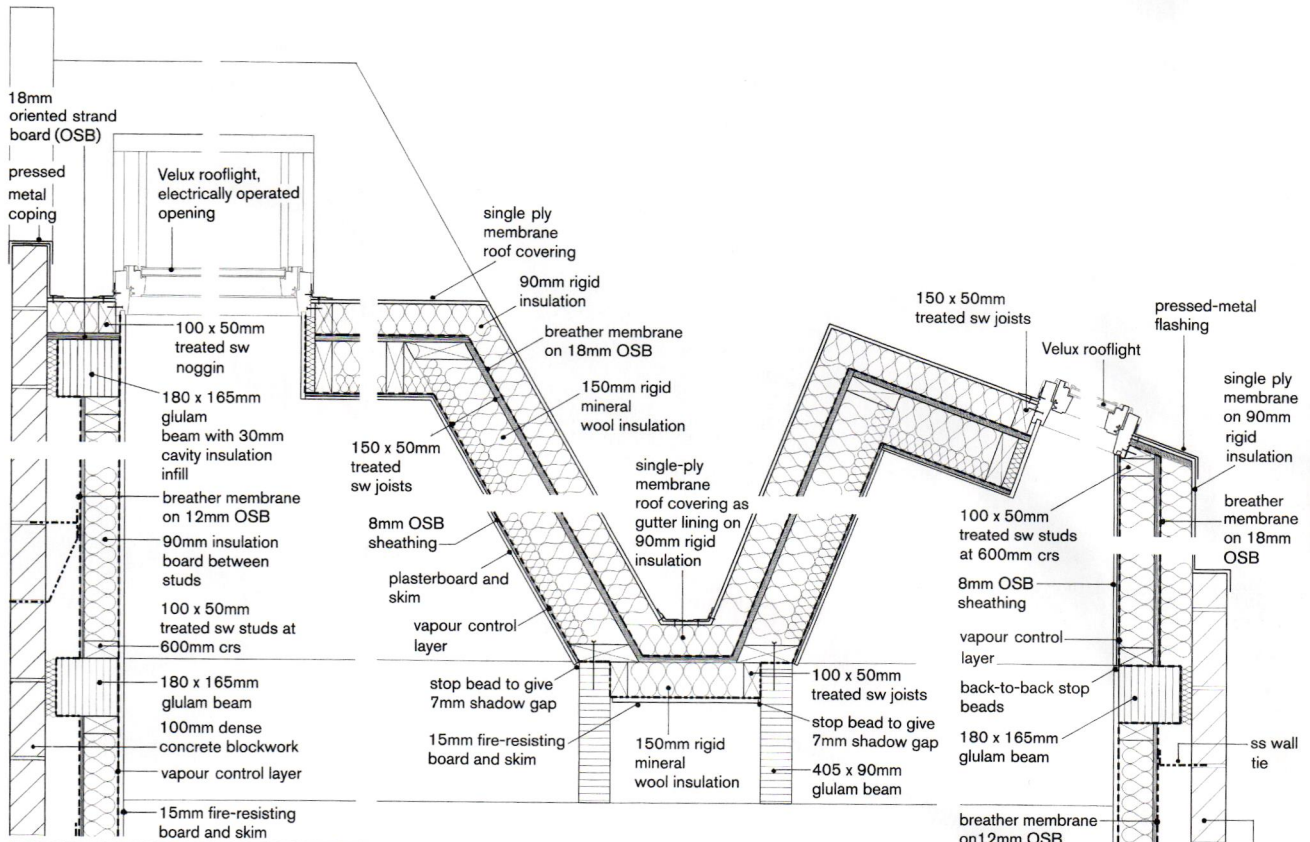 18mm
oriented strand
board (OSB)
pressed
metal
coping
Velux rooflight,
electrically operated
opening
100 x 50mm
treated sw
noggin
180 x 165mm
glulam
beam with 30mm
cavity insulation
infill
breather membrane
on 12mm OSB
90mm insulation
board between
studs
100 x 50mm
treated sw studs at
600mm crs
180 x 165mm
glulam beam
100mm dense
concrete blockwork
vapour control layer
15mm fire-resisting
board and skim
single ply
membrane
roof covering
90mm rigid
insulation
breather membrane
on 18mm OSB
150mm rigid
mineral
wool insulation
150 x 50mm
treated
sw joists
8mm OSB
sheathing
plasterboard and
skim
vapour control
layer
stop bead to give
7mm shadow gap
15mm fire-resisting
board and skim
single-ply
membrane
roof covering as
gutter lining on
90mm rigid
insulation
150mm rigid
mineral
wool insulation
100 x 50mm
treated sw joists
stop bead to give
7mm shadow gap
405 x 90mm
glulam beam
150 x 50mm
treated sw joists
Velux rooflight
pressed-metal
flashing
single ply
membrane
on 90mm
rigid
insulation
breather
membrane
on 18mm
OSB
100 x 50mm
treated sw studs
at 600mm crs
8mm OSB
sheathing
vapour control
layer
back-to-back stop
beads
180 x 165mm
glulam beam
ss wall
tie
breather membrane
on12mm OSB